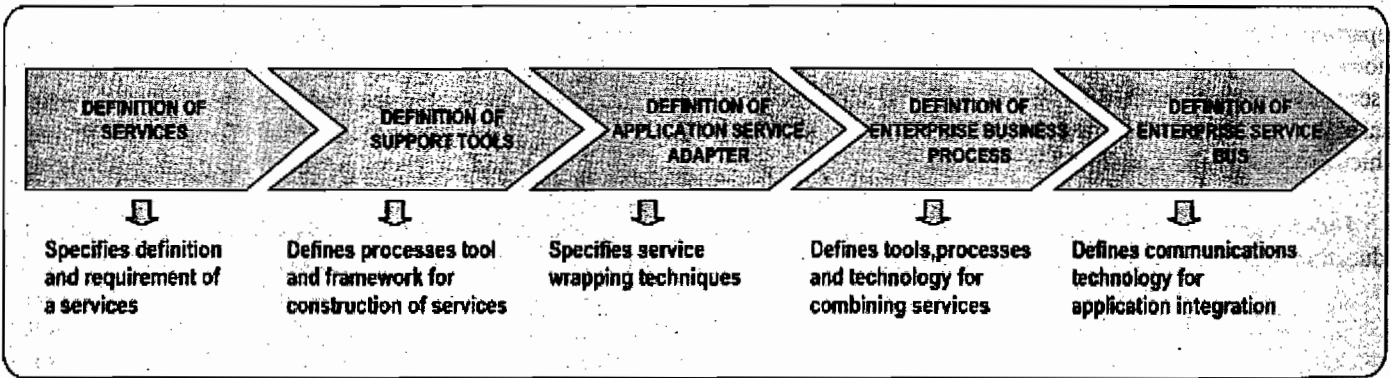 DEFINITION OF
SERVICES
DEFINITION OF
SUPPORT TOOLS
DEFINITION OF
APPLICATION SERVICE
ADAPTER
DEFINITION OF
ENTERPRISE BUSINESS
PROCESS
DEFINITION OF
ENTERPRISE SERVICE
BUS
Specifies definition
and requirement of
a services
Defines processes tool
and framework for
construction of services
Specifies service
wrapping techniques
Defines tools,processes
and technology for
combining services
Defines communications
technology for
application integration